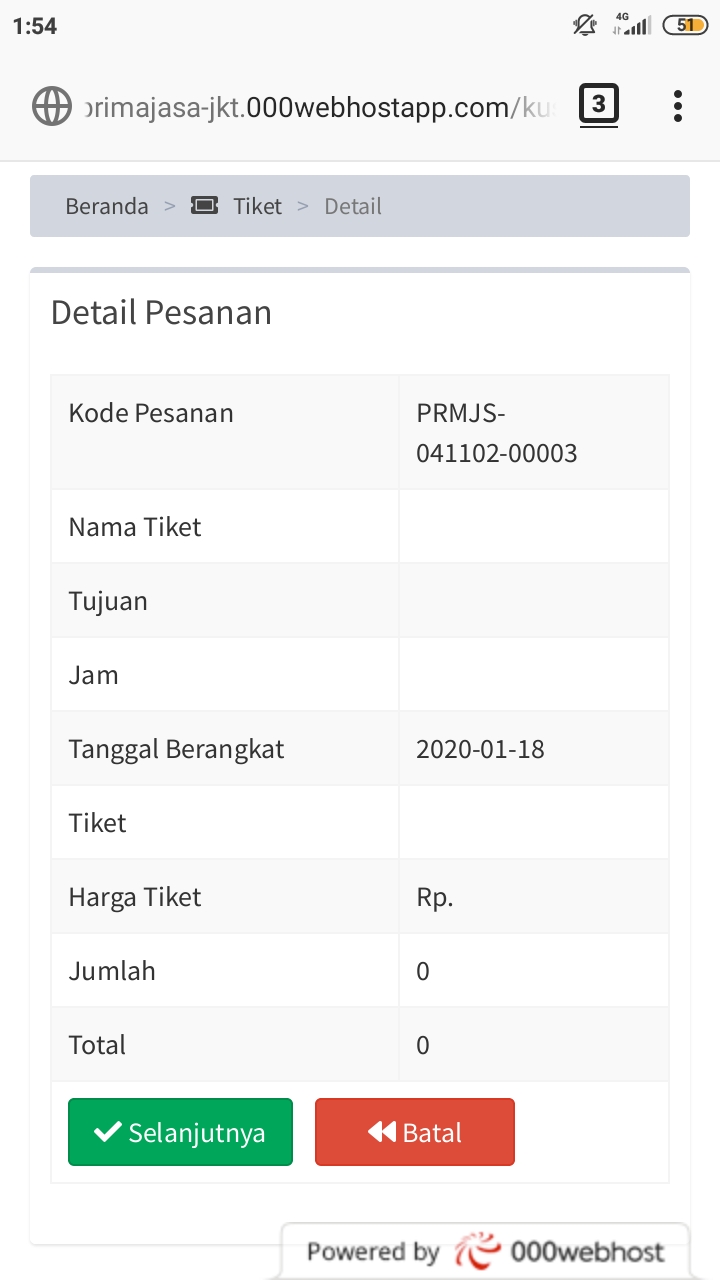 1:54
4G
51
primajasa-jkt.000webhostapp.com/ku
3
Beranda > Tiket > Detail
Detail Pesanan
Kode Pesanan
PRMJS-
041102-00003
Nama Tiket
Tujuan
Jam
Tanggal Berangkat 2020-01-18
Tiket
Harga Tiket Rp.
Jumlah 0
Total 0
Selanjutnya
Batal
Powered by 000webhost